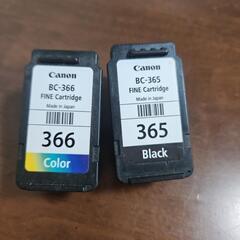 Canon
BC-366
FINE Cartridge
Made in Japan
366
Color
Canon
BC-365
FINE Cartridge
Made in Japan
365
Black